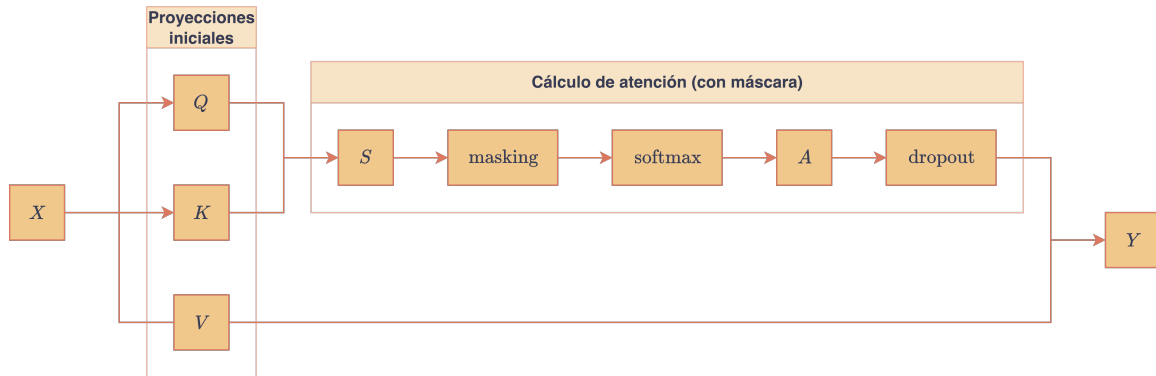 Proyecciones
iniciales
Cálculo de atención (con máscara)
Q
S
masking
softmax
A
dropout
X
K
Y
V